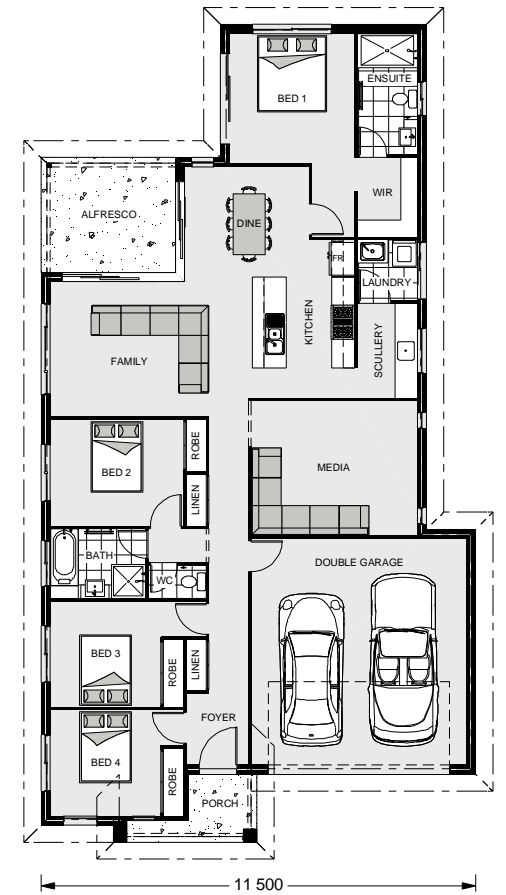 BED 1
ENSUITE
WIR
ALFRESCO
DINE
FR
LAUNDRY
KITCHEN
SCULLERY
FAMILY
BED 2
ROBE
LINEN
MEDIA
BATH
WC
DOUBLE GARAGE
BED 3
ROBE
LINEN
FOYER
BED 4
ROBE
PORCH
11 500